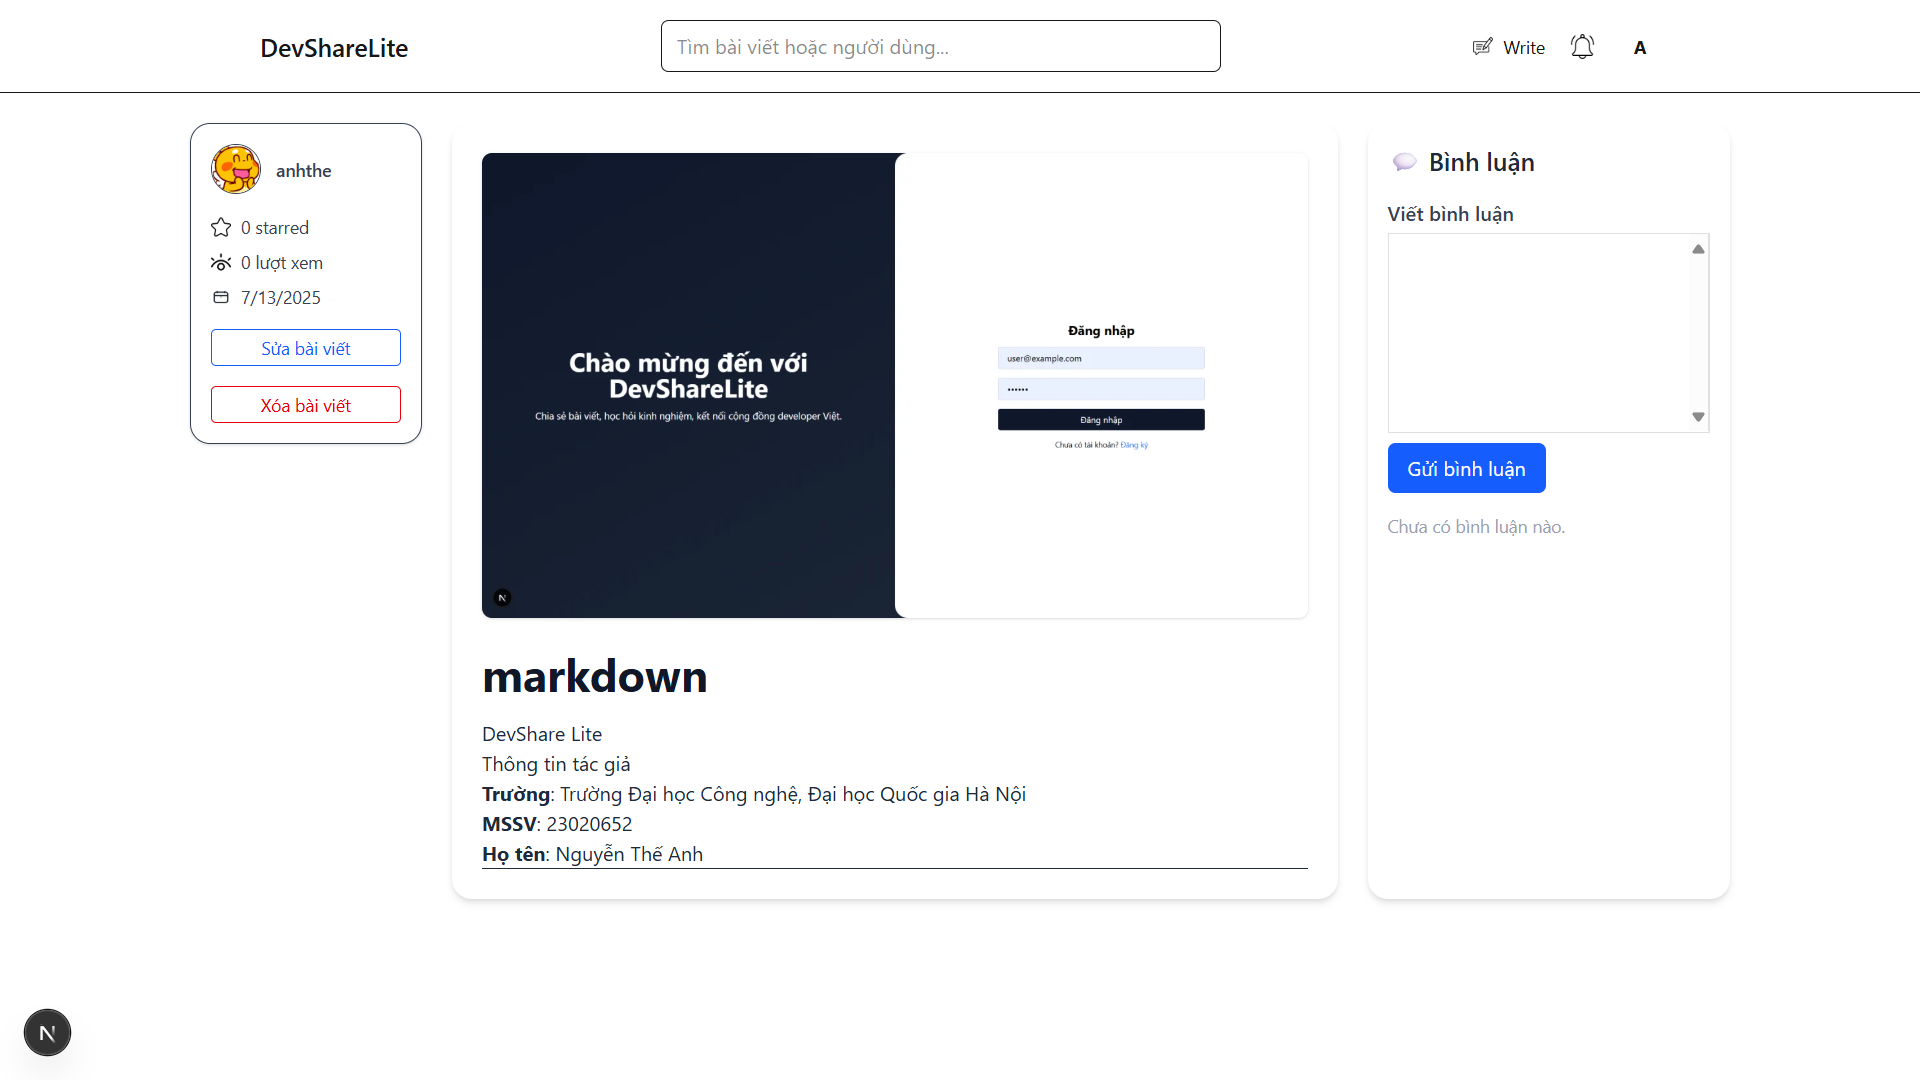 DevShareLite
Tìm bài viết hoặc người dùng...
Write
A
anhthe
0 starred
0 lượt xem
7/13/2025
Sửa bài viết
Xóa bài viết
Chào mừng đến với
DevShareLite
Chia sẻ bài viết, học hỏi kinh nghiệm, kết nối cộng đồng developer Việt.
N
Đăng nhập
user@example.com
••••••
Đăng nhập
Chưa có tài khoản? Đăng ký
markdown
DevShare Lite
Thông tin tác giả
Trường: Trường Đại học Công nghệ, Đại học Quốc gia Hà Nội
MSSV: 23020652
Họ tên: Nguyễn Thế Anh
Bình luận
Viết bình luận
Gửi bình luận
Chưa có bình luận nào.
N